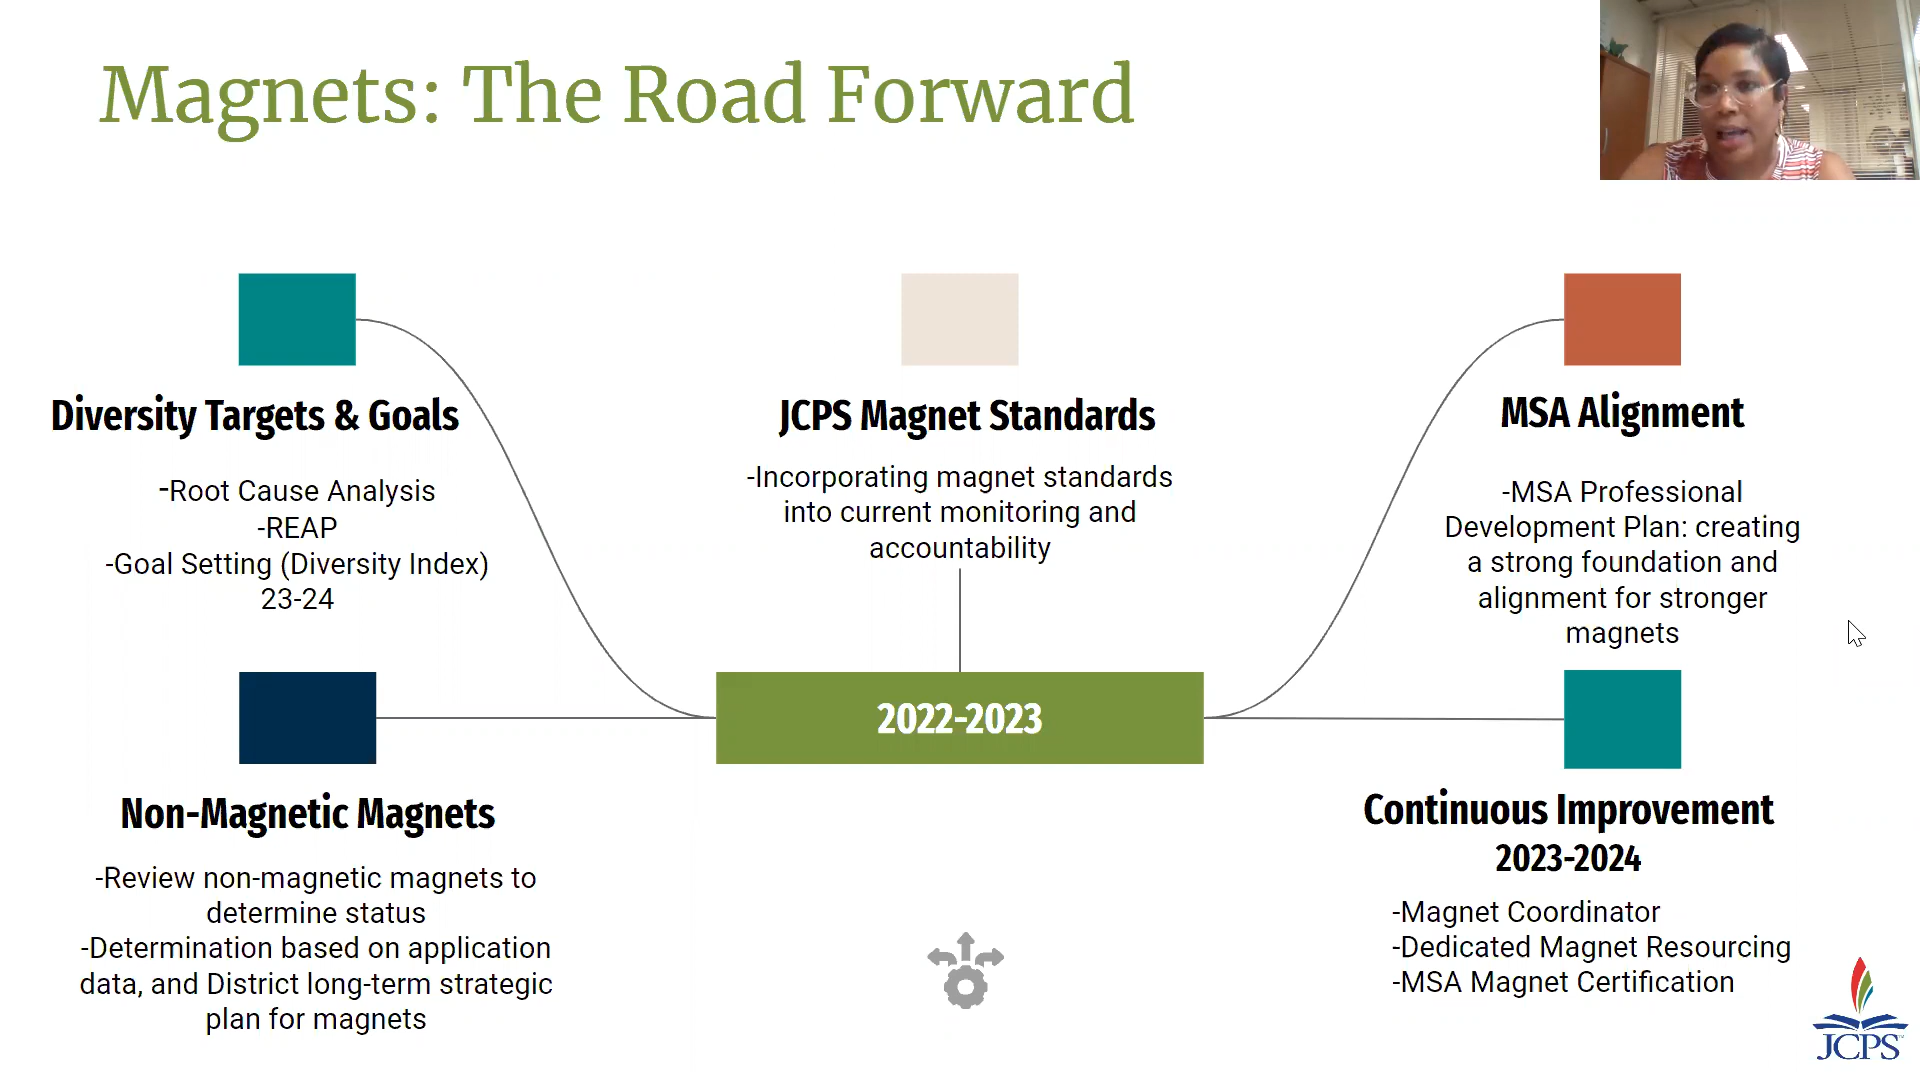 Magnets: The Road Forward
Diversity Targets & Goals
-Root Cause Analysis
-REAP
-Goal Setting (Diversity Index)
23-24
JCPS Magnet Standards
-Incorporating magnet standards
into current monitoring and
accountability
MSA Alignment
-MSA Professional
Development Plan: creating
a strong foundation and
alignment for stronger
magnets
2022-2023
Non-Magnetic Magnets
-Review non-magnetic magnets to
determine status
-Determination based on application
data, and District long-term strategic
plan for magnets
Continuous Improvement
2023-2024
-Magnet Coordinator
-Dedicated Magnet Resourcing
-MSA Magnet Certification
JCPS